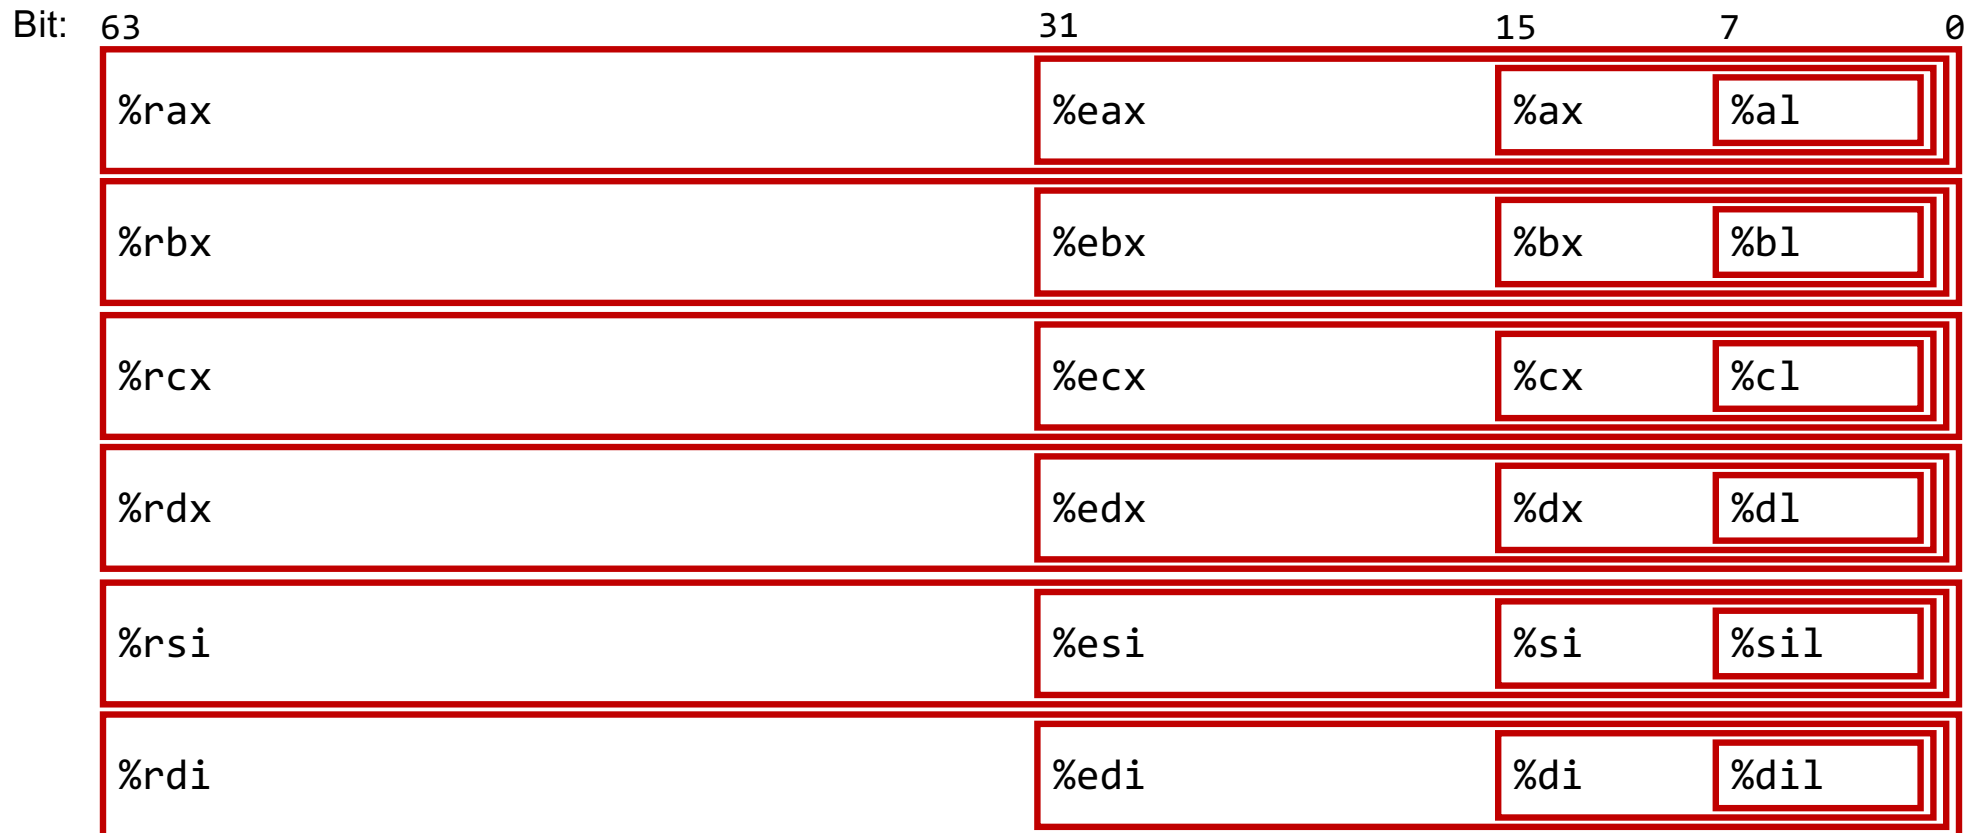 Bit: 63 31 15 7 0
%rax %eax %ax %al
%rbx %ebx %bx %bl
%rcx %ecx %cx %cl
%rdx %edx %dx %dl
%rsi %esi %si %sil
%rdi %edi %di %dil